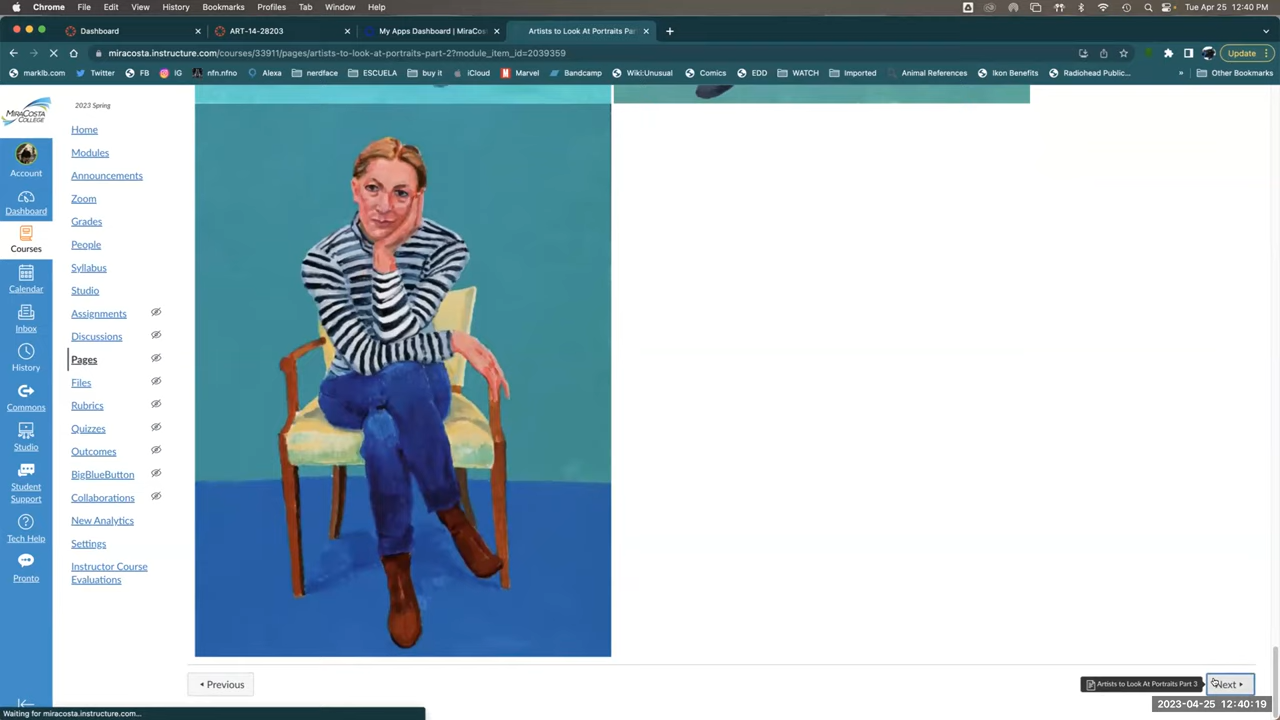 Chrome File Edit View History Bookmarks Profiles Tab Window Help
Tue Apr 25 12:40 PM
Dashboard
ART-14-28203
My Apps Dashboard | MiraCos
Artists to Look At Portraits Par
miracosta.instructure.com/courses/33911/pages/artists-to-look-at-portraits-part-2?module_item_id=2039359
Update
marklb.com Twitter FB IG nfn.nfno Alexa nerdface ESCUELA buy it iCloud Marvel Bandcamp Wiki:Unusual Comics EDD WATCH Imported Animal References Ikon Benefits Radiohead Public... » Other Bookmarks
MIRACOSTA
COLLEGE
Account
Dashboard
Courses
Calendar
Inbox
History
Commons
Studio
Student
Support
Tech Help
Pronto
2023 Spring
Home
Modules
Announcements
Zoom
Grades
People
Syllabus
Studio
Assignments
Discussions
Pages
Files
Rubrics
Quizzes
Outcomes
BigBlueButton
Collaborations
New Analytics
Settings
Instructor Course
Evaluations
Previous
Artists to Look At Portraits Part 3
Next
2023-04-25 12:40:19
Waiting for miracosta.instructure.com...